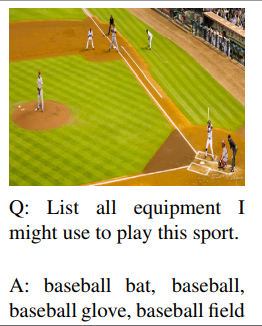 Q: List all equipment I
might use to play this sport.
A: baseball bat, baseball,
baseball glove, baseball field